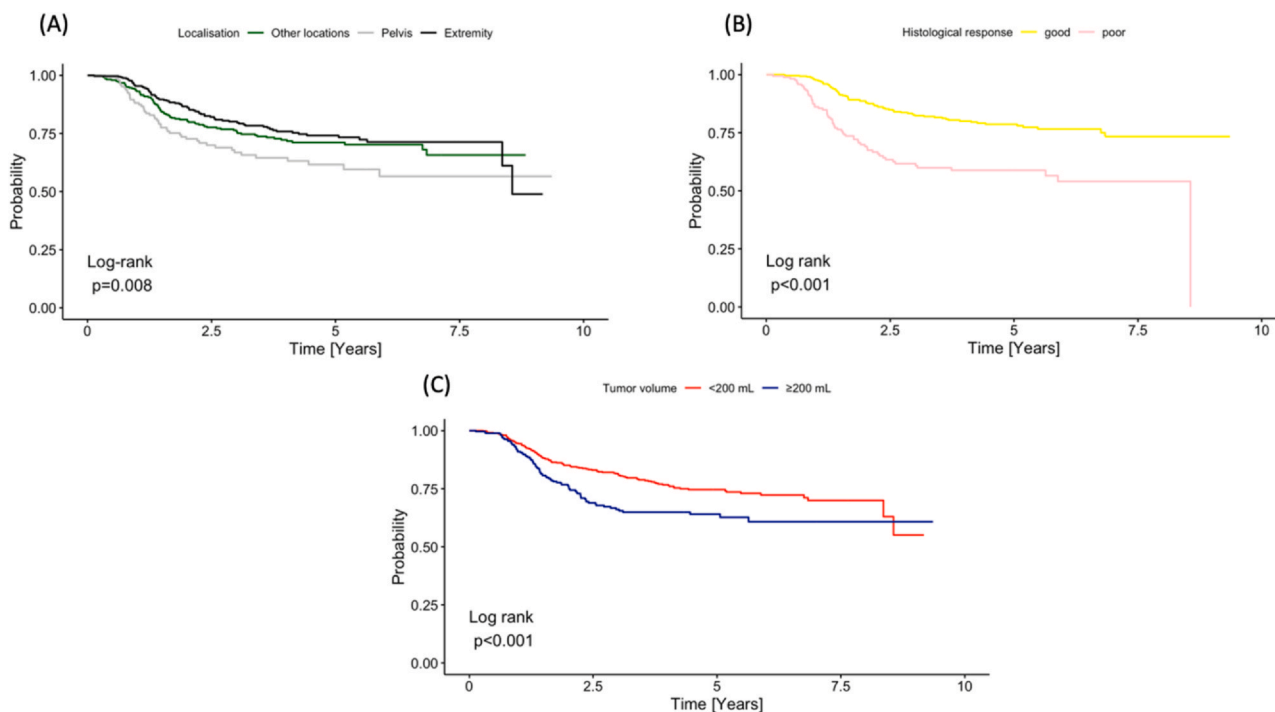 (A)
Localisation Other locations Pelvis Extremity
1.00
0.75
0.50
0.25
0.00
Probability
Log-rank
p=0.008
0 2.5 5 7.5 10
Time [Years]
(B)
Histological response good poor
1.00
0.75
0.50
0.25
0.00
Probability
Log rank
p<0.001
0 2.5 5 7.5 10
Time [Years]
(C)
Tumor volume <200 mL ≥200 mL
1.00
0.75
0.50
0.25
0.00
Probability
Log rank
p<0.001
0 2.5 5 7.5 10
Time [Years]